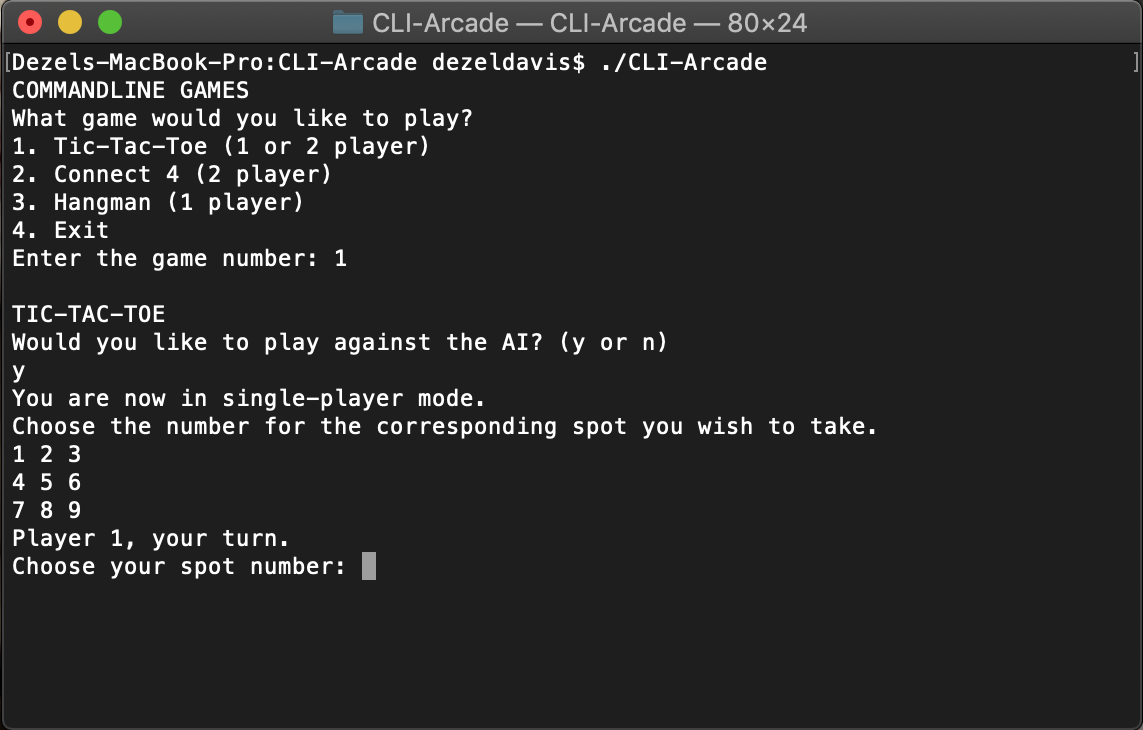 CLI-Arcade — CLI-Arcade — 80×24
[Dezels-MacBook-Pro:CLI-Arcade dezeldavis$ ./CLI-Arcade ]
COMMANDLINE GAMES
What game would you like to play?
1. Tic-Tac-Toe (1 or 2 player)
2. Connect 4 (2 player)
3. Hangman (1 player)
4. Exit
Enter the game number: 1
TIC-TAC-TOE
Would you like to play against the AI? (y or n)
y
You are now in single-player mode.
Choose the number for the corresponding spot you wish to take.
1 2 3
4 5 6
7 8 9
Player 1, your turn.
Choose your spot number: